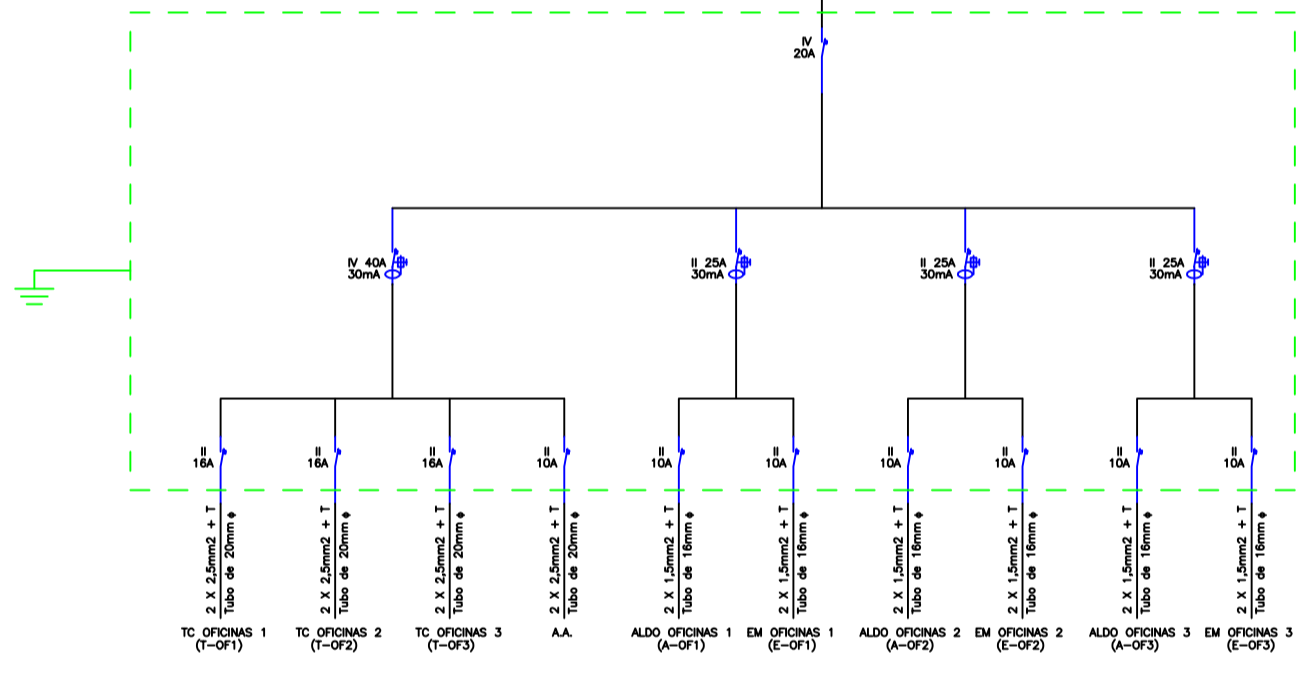 IV
20A
IV 40A
30mA
II 25A
30mA
II 25A
30mA
II 25A
30mA
II
16A
II
16A
II
16A
II
10A
II
10A
II
10A
II
10A
II
10A
II
10A
II
10A
2 X 2,5mm2 + T
Tubo de 20mm ϕ
2 X 2,5mm2 + T
Tubo de 20mm ϕ
2 X 2,5mm2 + T
Tubo de 20mm ϕ
2 X 2,5mm2 + T
Tubo de 20mm ϕ
2 X 1,5mm2 + T
Tubo de 16mm ϕ
2 X 1,5mm2 + T
Tubo de 16mm ϕ
2 X 1,5mm2 + T
Tubo de 16mm ϕ
2 X 1,5mm2 + T
Tubo de 16mm ϕ
2 X 1,5mm2 + T
Tubo de 16mm ϕ
2 X 1,5mm2 + T
Tubo de 16mm ϕ
TC OFICINAS 1
(T-OF1)
TC OFICINAS 2
(T-OF2)
TC OFICINAS 3
(T-OF3)
A.A.
ALDO OFICINAS 1
(A-OF1)
EM OFICINAS 1
(E-OF1)
ALDO OFICINAS 2
(A-OF2)
EM OFICINAS 2
(E-OF2)
ALDO OFICINAS 3
(A-OF3)
EM OFICINAS 3
(E-OF3)